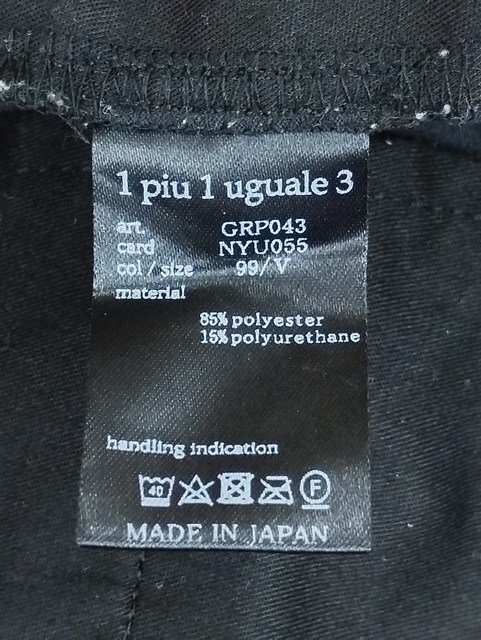 1 piu 1 uguale 3
art. GRP043
card NYU055
col / size 99/V
material
85% polyester
15% polyurethane
handling indication
40 F
MADE IN JAPAN